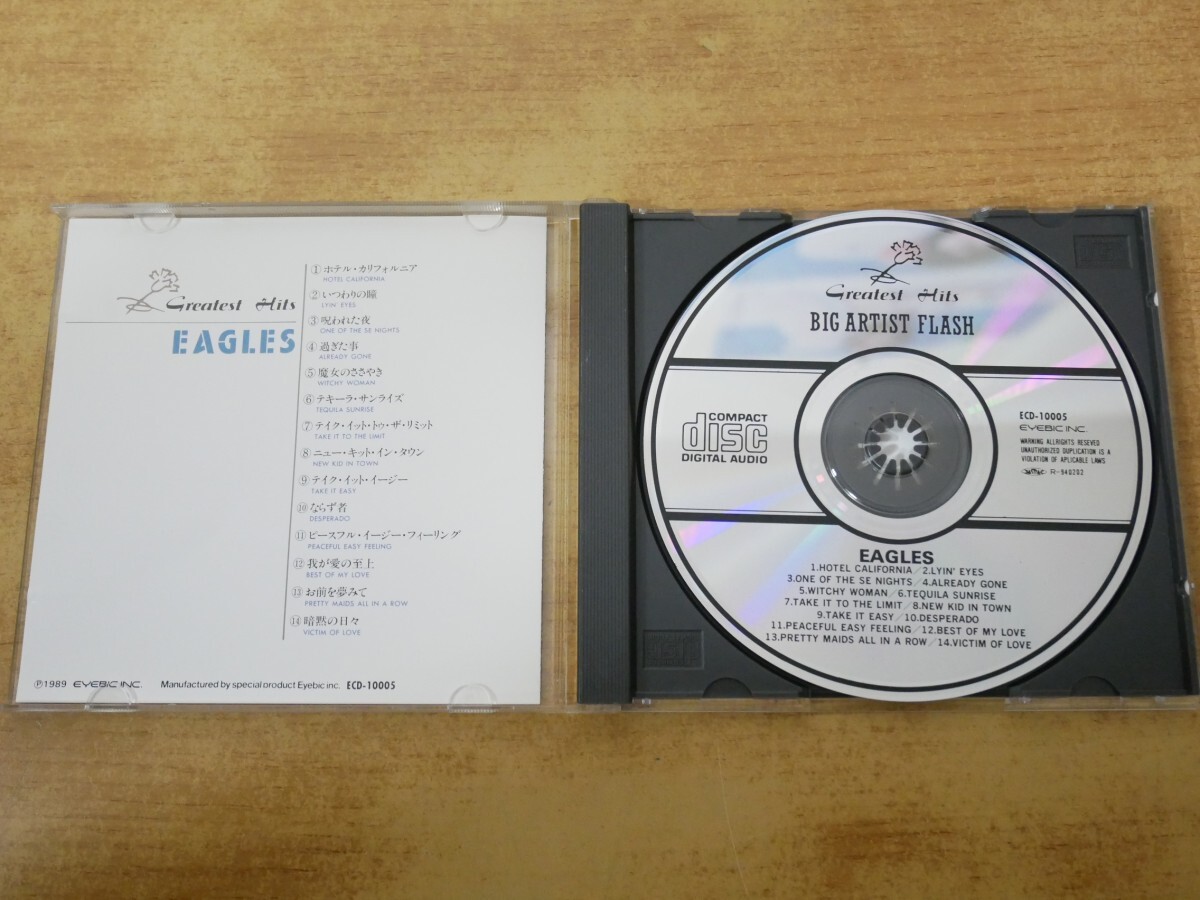 Greatest Hits
EAGLES
①ホテル・カリフォルニア
HOTEL CALIFORNIA
②いつわりの瞳
LYIN' EYES
③呪われた夜
ONE OF THE SE NIGHTS
④過ぎた事
ALREADY GONE
⑤魔女のささやき
WITCHY WOMAN
⑥テキーラ・サンライズ
TEQUILA SUNRISE
⑦テイク・イット・トゥ・ザ・リミット
TAKE IT TO THE LIMIT
⑧ニュー・キット・イン・タウン
NEW KID IN TOWN
⑨テイク・イット・イージー
TAKE IT EASY
⑩ならず者
DESPERADO
⑪ピースフル・イージー・フィーリング
PEACEFUL EASY FEELING
⑫我が愛の至上
BEST OF MY LOVE
⑬お前を夢みて
PRETTY MAIDS ALL IN A ROW
⑭暗黙の日々
VICTIM OF LOVE
℗1989 EYEBIC INC. Manufactured by special product Eyebic inc. ECD-10005
Greatest Hits
BIG ARTIST FLASH
COMPACT
disc
DIGITAL AUDIO
ECD-10005
EYEBIC INC.
WARNING ALLRIGHTS RESEVED
UNAUTHORIZED DUPLICATION IS A
VIOLATION OF APLICABLE LAWS
R-940202
EAGLES
1.HOTEL CALIFORNIA／2.LYIN' EYES
3.ONE OF THE SE NIGHTS／4.ALREADY GONE
5.WITCHY WOMAN／6.TEQUILA SUNRISE
7.TAKE IT TO THE LIMIT／8.NEW KID IN TOWN
9.TAKE IT EASY／10.DESPERADO
11.PEACEFUL EASY FEELING／12.BEST OF MY LOVE
13.PRETTY MAIDS ALL IN A ROW／14.VICTIM OF LOVE